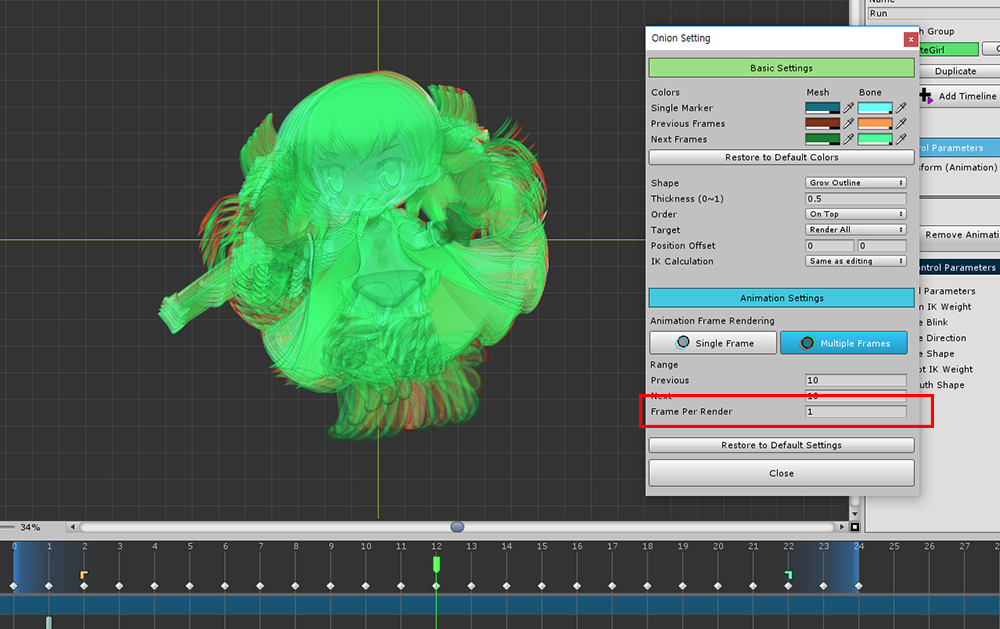 Name
Run
Onion Setting
x
h Group
Basic Settings
teGirl
Duplicate
Colors
Mesh
Bone
Add Timeline
Single Marker
Previous Frames
Next Frames
Restore to Default Colors
rol Parameters
form (Animation)
Shape
Grow Outline
Thickness (0~1)
0.5
Order
On Top
Target
Render All
Remove Animati
Position Offset
0
0
IK Calculation
Same as editing
ontrol Parameters
Animation Settings
l Parameters
m IK Weight
Animation Frame Rendering
e Blink
Single Frame
Multiple Frames
e Direction
e Shape
Range
ot IK Weight
Previous
10
uth Shape
Next
10
Frame Per Render
1
Restore to Default Settings
Close
34%
0 1 2 3 4 5 6 7 8 9 10 11 12 13 14 15 16 17 18 19 20 21 22 23 24 25 26 27 2